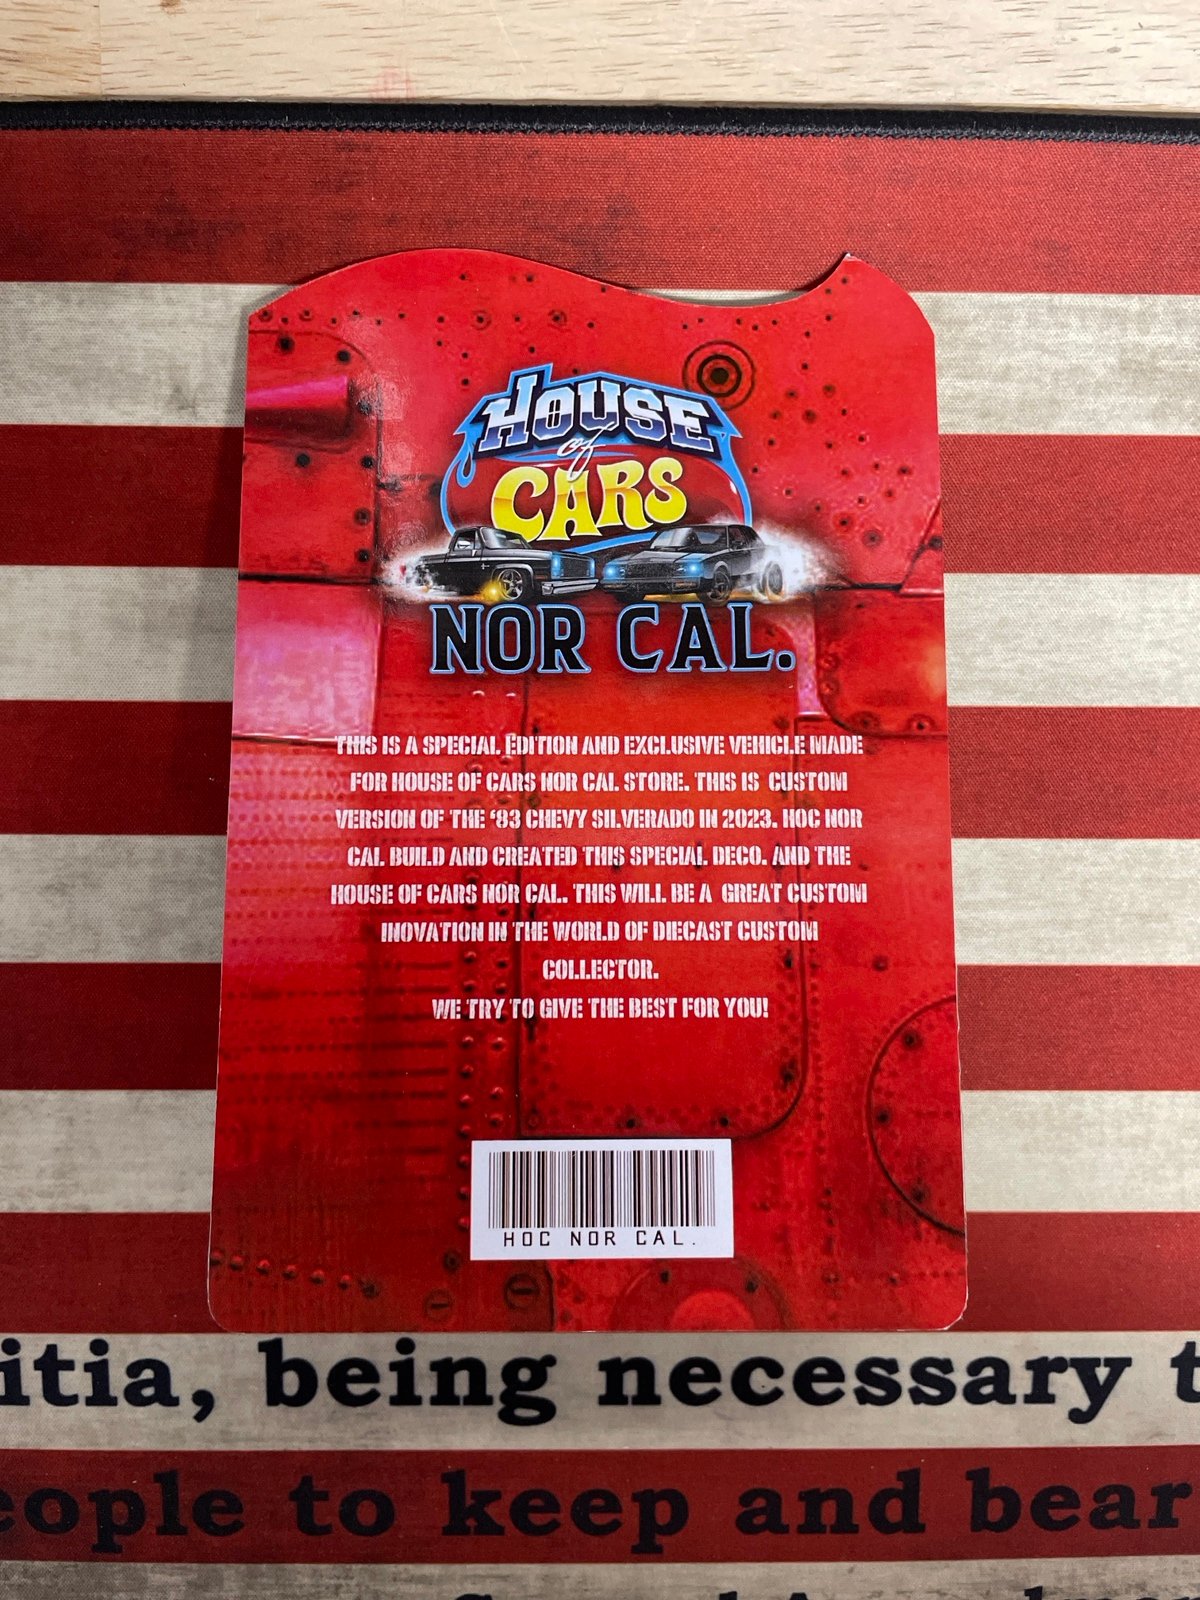 HOUSE
of
CARS
NOR CAL.
THIS IS A SPECIAL EDITION AND EXCLUSIVE VEHICLE MADE
FOR HOUSE OF CARS NOR CAL STORE. THIS IS CUSTOM
VERSION OF THE '83 CHEVY SILVERADO IN 2023. HOC NOR
CAL BUILD AND CREATED THIS SPECIAL DECO. AND THE
HOUSE OF CARS NOR CAL. THIS WILL BE A GREAT CUSTOM
INOVATION IN THE WORLD OF DIECAST CUSTOM
COLLECTOR.
WE TRY TO GIVE THE BEST FOR YOU!
HOC NOR CAL.
itia, being necessary t
eople to keep and bear